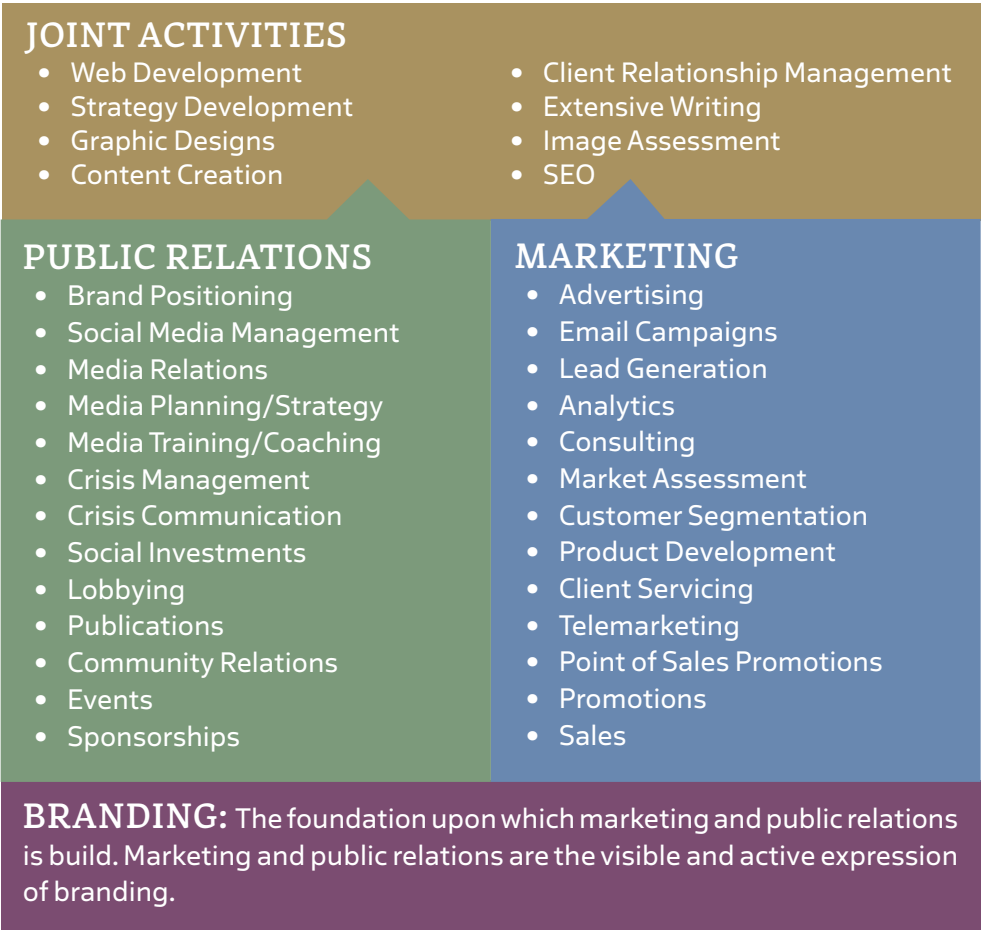 JOINT ACTIVITIES
• Web Development
• Strategy Development
• Graphic Designs
• Content Creation
• Client Relationship Management
• Extensive Writing
• Image Assessment
• SEO
PUBLIC RELATIONS
• Brand Positioning
• Social Media Management
• Media Relations
• Media Planning/Strategy
• Media Training/Coaching
• Crisis Management
• Crisis Communication
• Social Investments
• Lobbying
• Publications
• Community Relations
• Events
• Sponsorships
MARKETING
• Advertising
• Email Campaigns
• Lead Generation
• Analytics
• Consulting
• Market Assessment
• Customer Segmentation
• Product Development
• Client Servicing
• Telemarketing
• Point of Sales Promotions
• Promotions
• Sales
BRANDING: The foundation upon which marketing and public relations
is build. Marketing and public relations are the visible and active expression
of branding.